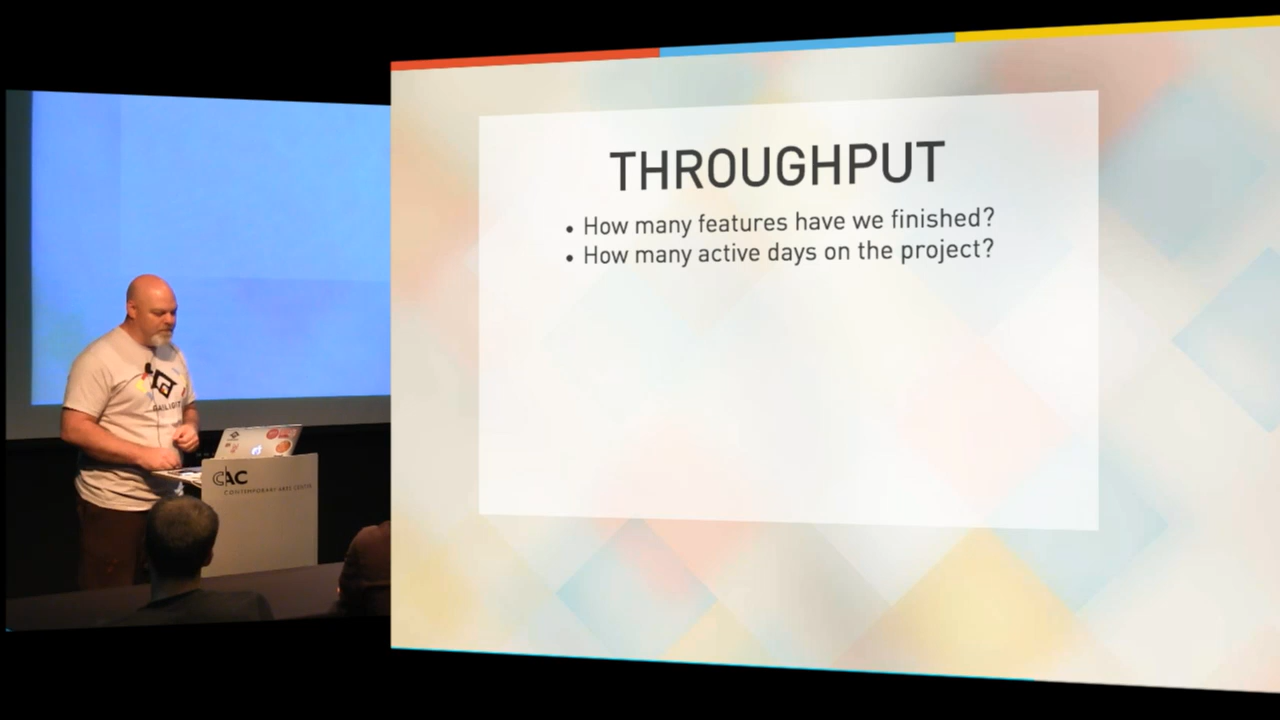 THROUGHPUT
• How many features have we finished?
• How many active days on the project?
CAC
CONTEMPORARY ARTS CENTER